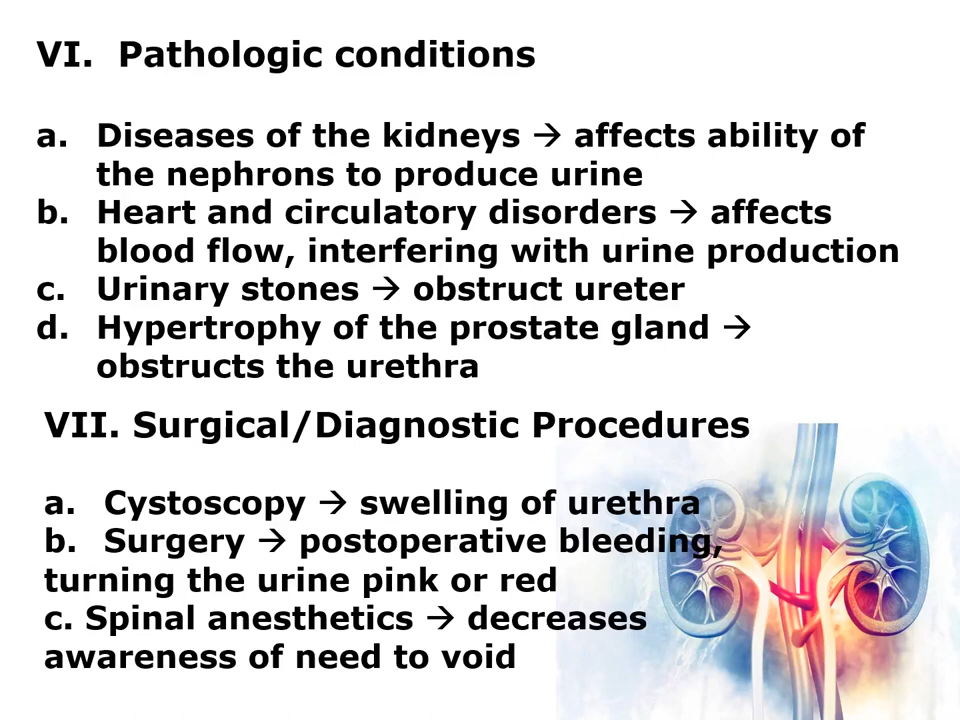 VI. Pathologic conditions
a. Diseases of the kidneys → affects ability of
the nephrons to produce urine
b. Heart and circulatory disorders → affects
blood flow, interfering with urine production
c. Urinary stones → obstruct ureter
d. Hypertrophy of the prostate gland →
obstructs the urethra
VII. Surgical/Diagnostic Procedures
a. Cystoscopy → swelling of urethra
b. Surgery → postoperative bleeding,
turning the urine pink or red
c. Spinal anesthetics → decreases
awareness of need to void